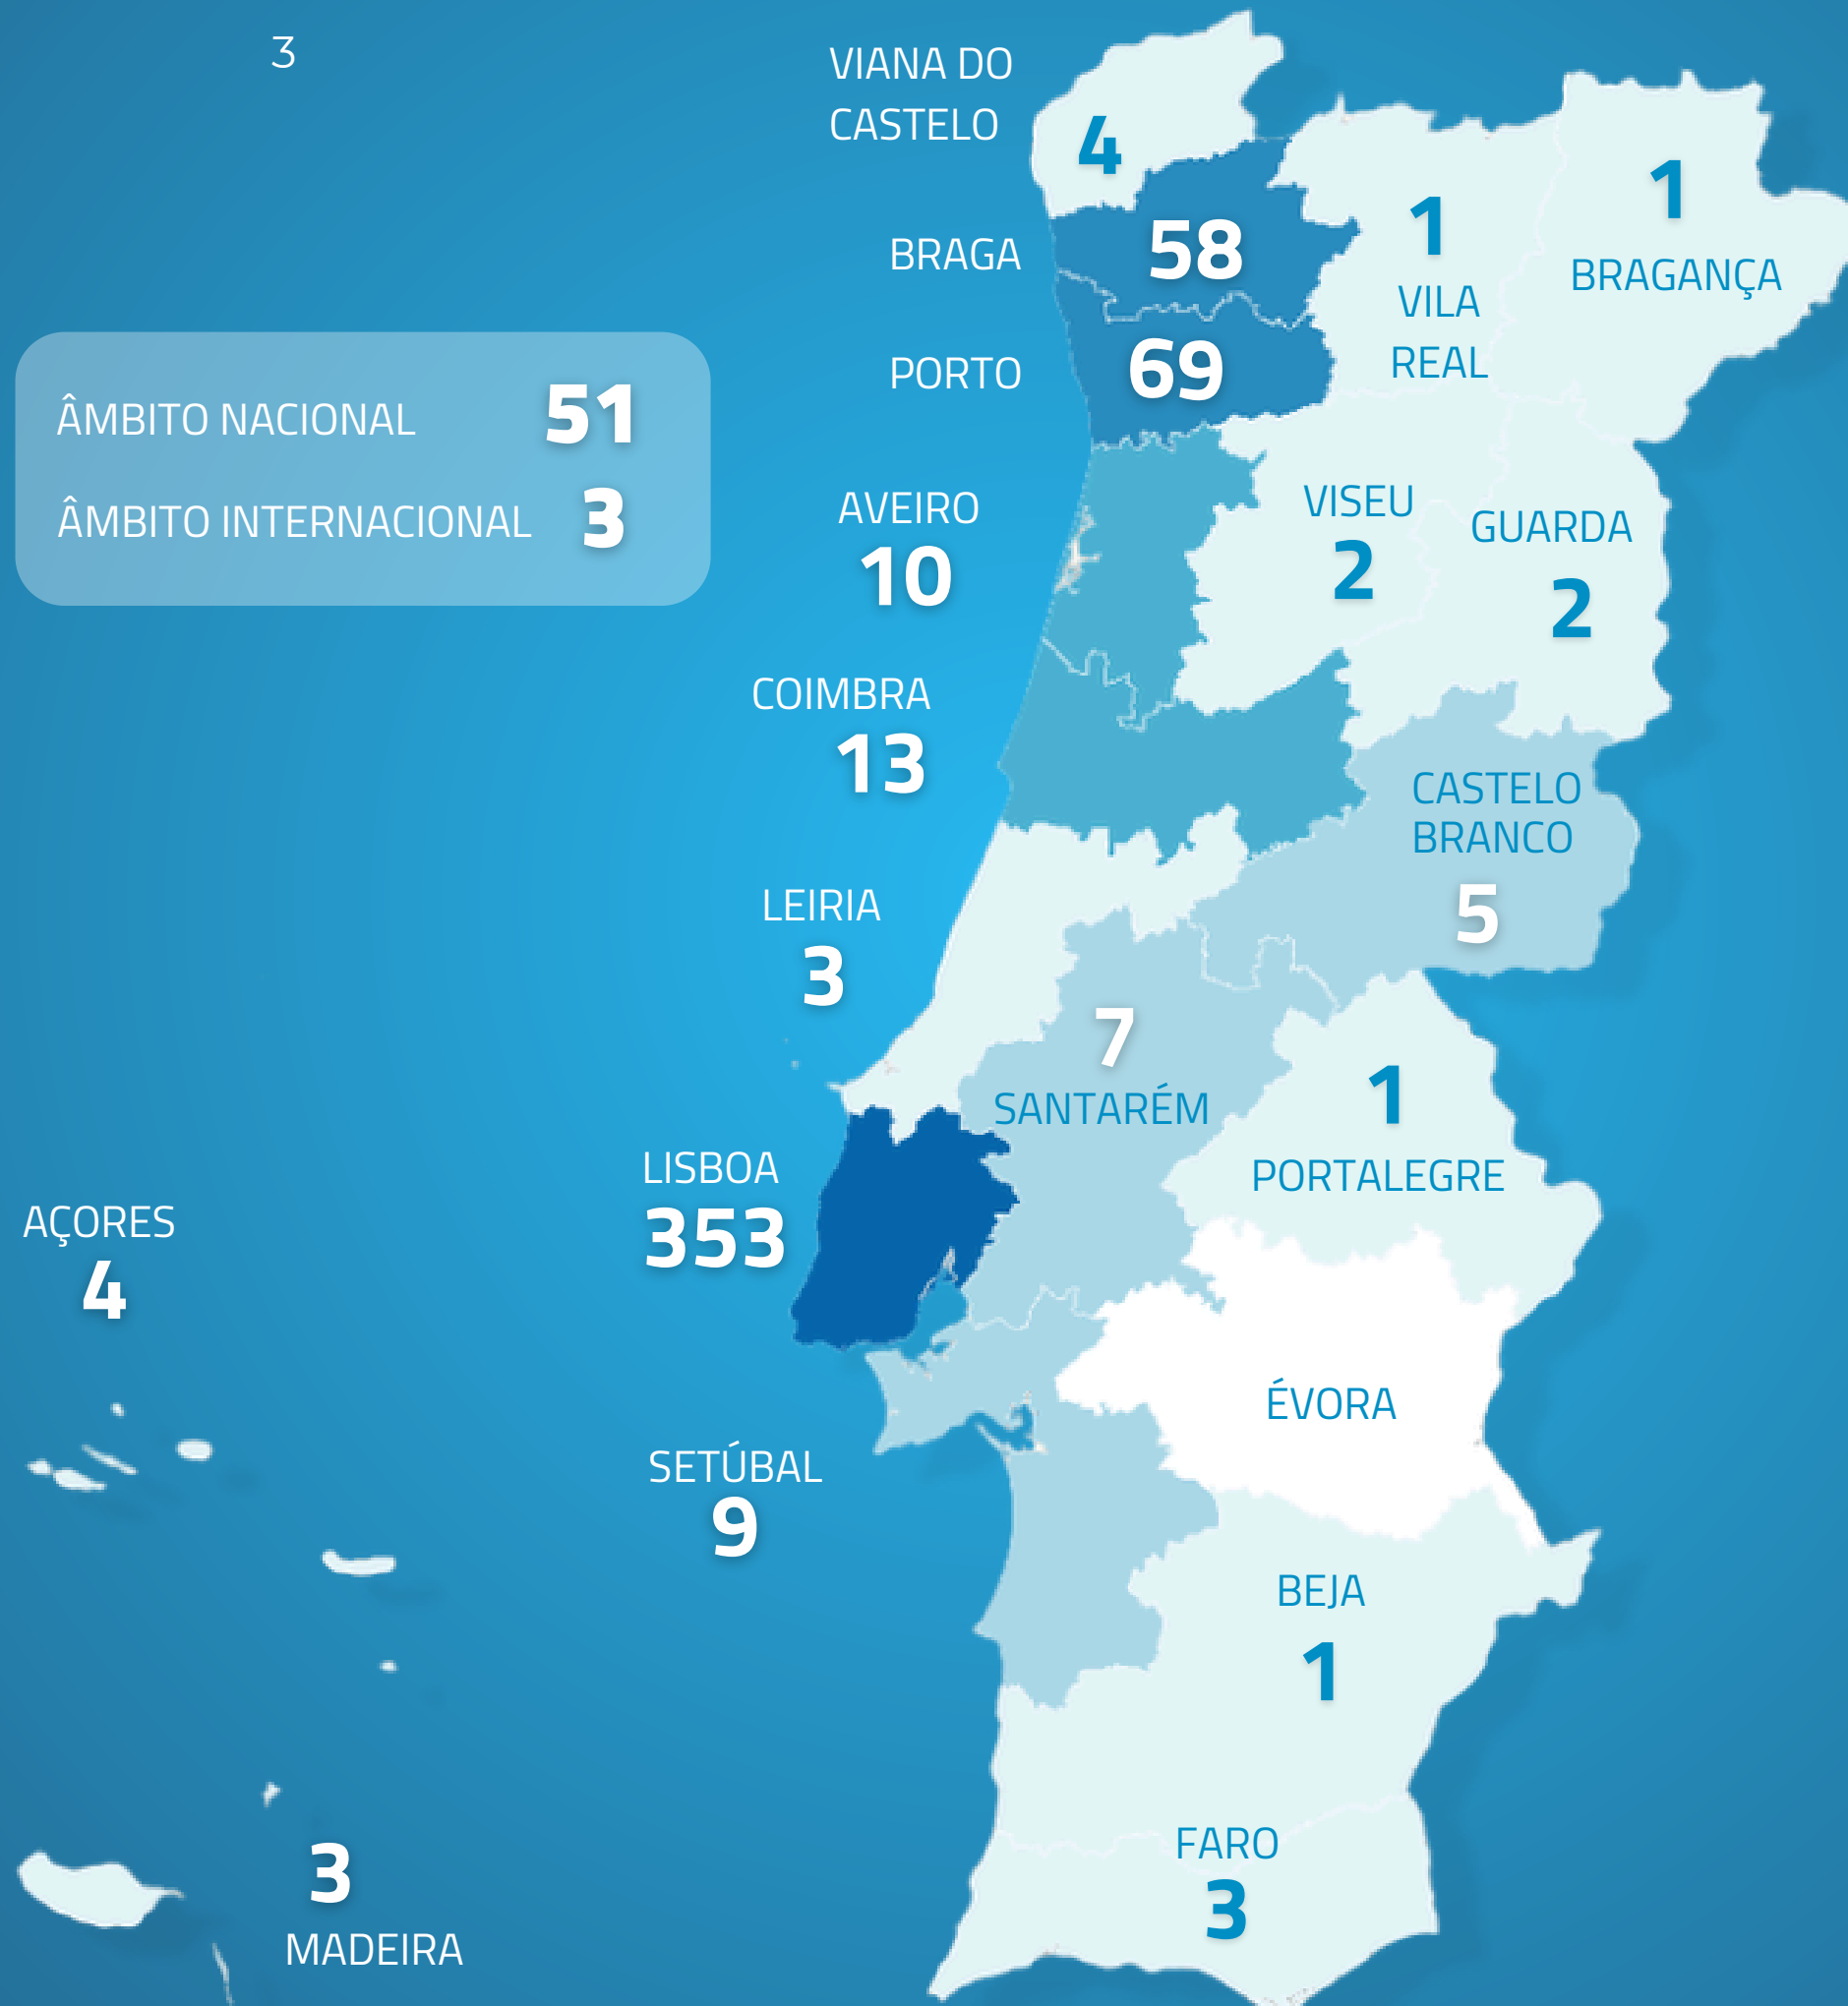 3
VIANA DO
CASTELO
4
1
BRAGANÇA
1
VILA
REAL
BRAGA
58
PORTO
69
ÂMBITO NACIONAL 51
ÂMBITO INTERNACIONAL 3
AVEIRO
10
VISEU
2
GUARDA
2
COIMBRA
13
CASTELO
BRANCO
5
LEIRIA
3
7
SANTARÉM
1
PORTALEGRE
LISBOA
353
AÇORES
4
ÉVORA
SETÚBAL
9
BEJA
1
FARO
3
3
MADEIRA